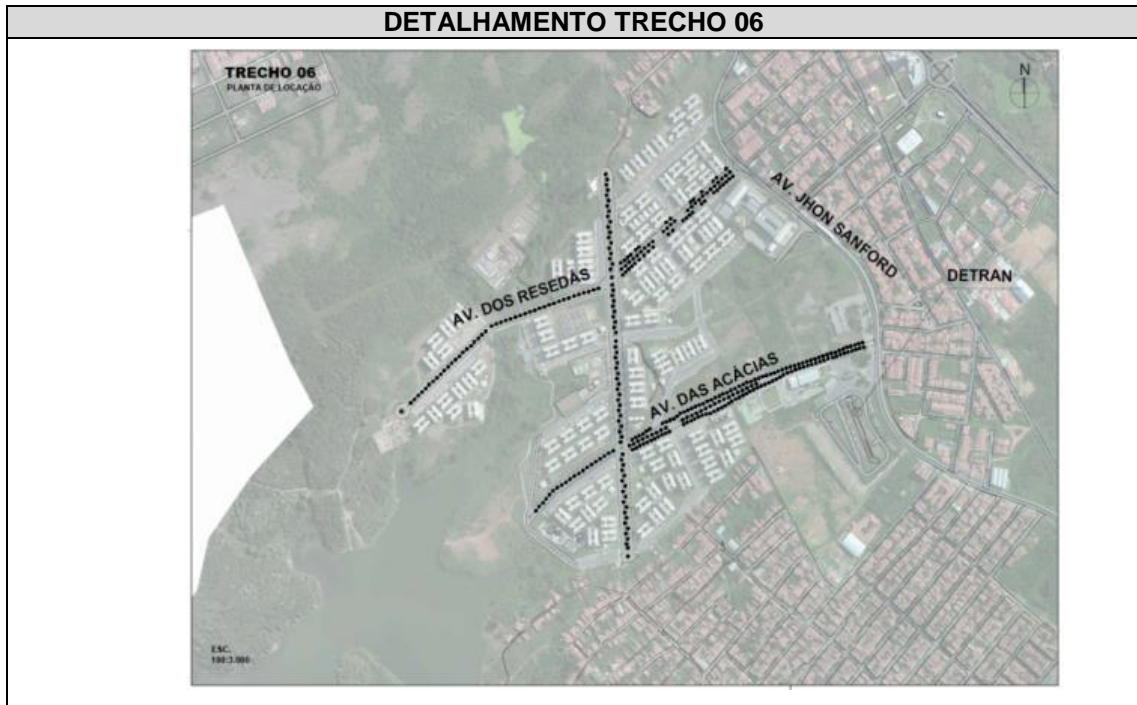 DETALHAMENTO TRECHO 06
TRECHO 06
PLANTA DE LOCAÇÃO
N
AV. JHON SANFORD
DETRAN
AV. DOS RESEDÁS
AV. DAS ACÁCIAS
ESC.
100:3.000